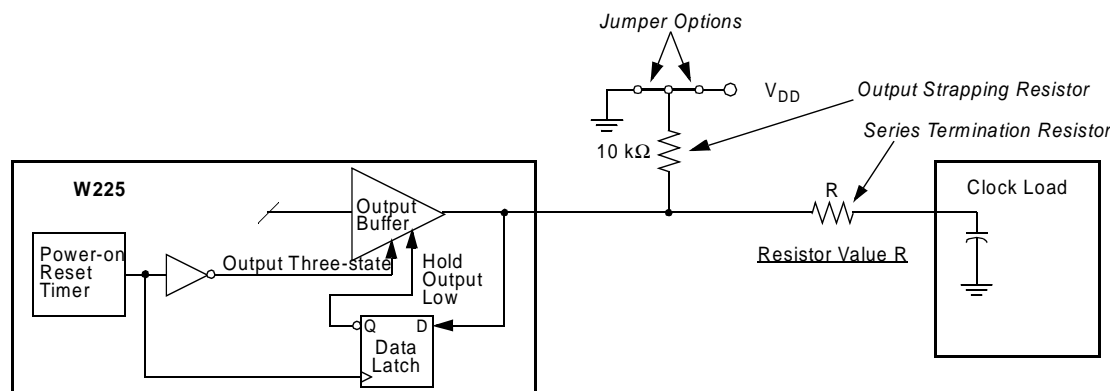 Jumper Options
V_DD
Output Strapping Resistor
Series Termination Resistor
10 kΩ
W225
R
Clock Load
Output
Buffer
Power-on
Reset
Timer
Output Three-state
Hold
Output
Low
Resistor Value R
Q
D
Data
Latch